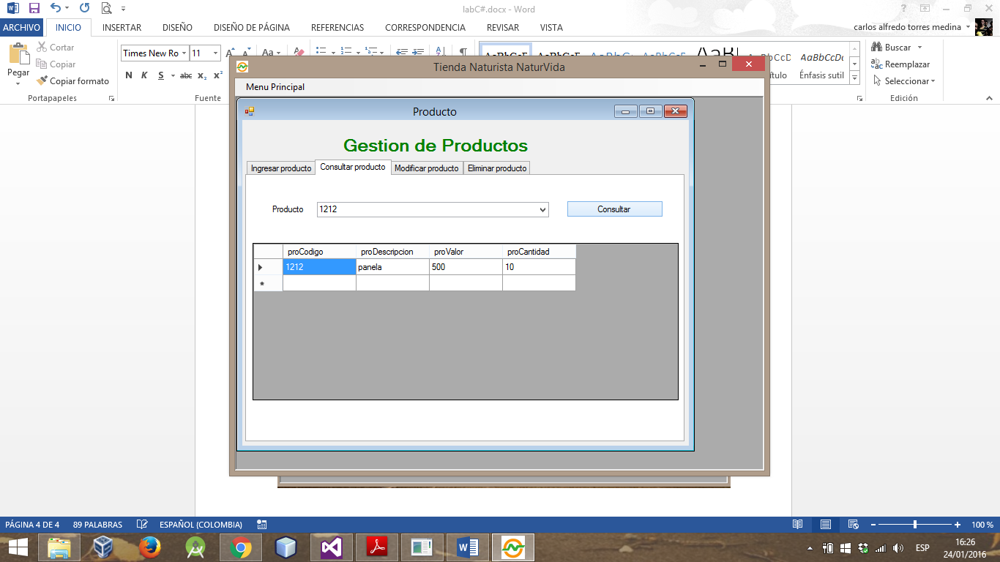 labC#.docx - Word
ARCHIVO INICIO INSERTAR DISEÑO DISEÑO DE PÁGINA REFERENCIAS CORRESPONDENCIA REVISAR VISTA carlos alfredo torres medina
Pegar
Cortar
Copiar
Copiar formato
Portapapeles
Times New Ro 11
N K S abc x₂ x²
Fuente
AaBbCcDc
Énfasis sutil
Buscar
Reemplazar
Seleccionar
Edición
Tienda Naturista NaturVida
Menu Principal
Producto
Gestion de Productos
Ingresar producto Consultar producto Modificar producto Eliminar producto
Producto 1212 Consultar
proCodigo proDescripcion proValor proCantidad
1212 panela 500 10
PÁGINA 4 DE 4 89 PALABRAS ESPAÑOL (COLOMBIA) 100 %
ESP
16:26
24/01/2016